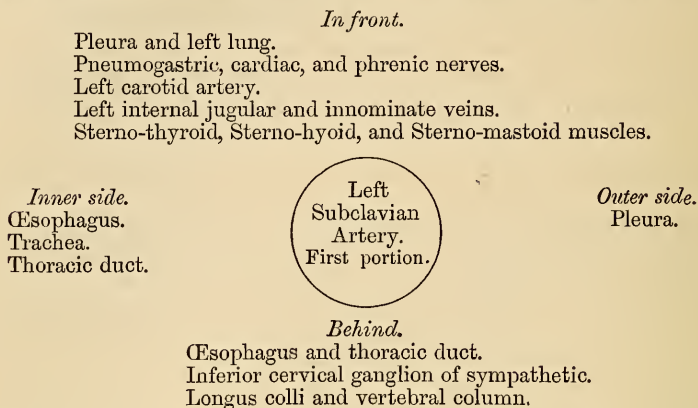 In front.
Pleura and left lung.
Pneumogastric, cardiac, and phrenic nerves.
Left carotid artery.
Left internal jugular and innominate veins.
Sterno-thyroid, Sterno-hyoid, and Sterno-mastoid muscles.
Inner side.
Œsophagus.
Trachea.
Thoracic duct.
Left
Subclavian
Artery.
First portion.
Outer side.
Pleura.
Behind.
Œsophagus and thoracic duct.
Inferior cervical ganglion of sympathetic.
Longus colli and vertebral column.